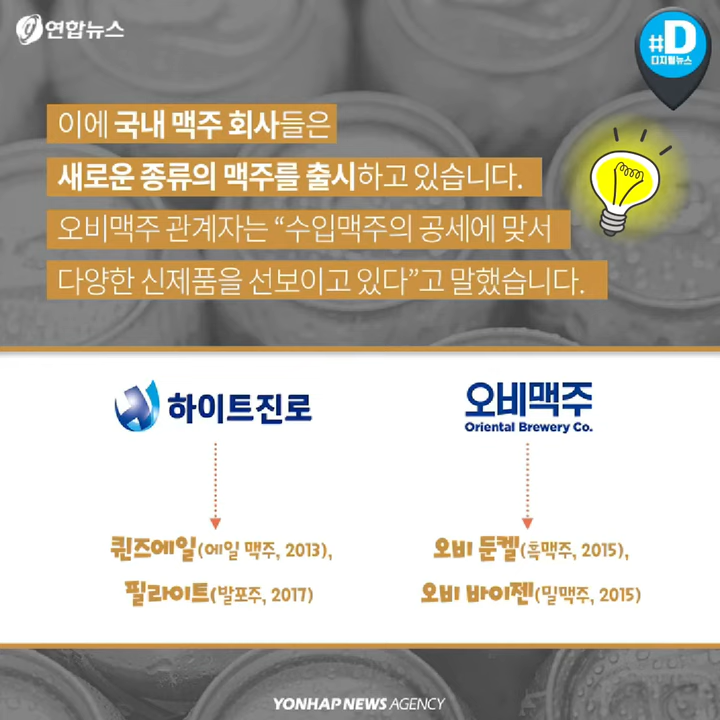 연합뉴스
#D
디지털뉴스
이에 국내 맥주 회사들은
새로운 종류의 맥주를 출시하고 있습니다.
오비맥주 관계자는 “수입맥주의 공세에 맞서
다양한 신제품을 선보이고 있다”고 말했습니다.
하이트진로
오비맥주
Oriental Brewery Co.
퀸즈에일(에일 맥주, 2013),
필라이트(발포주, 2017)
오비 둔켈(흑맥주, 2015),
오비 바이젠(밀맥주, 2015)
YONHAP NEWS AGENCY